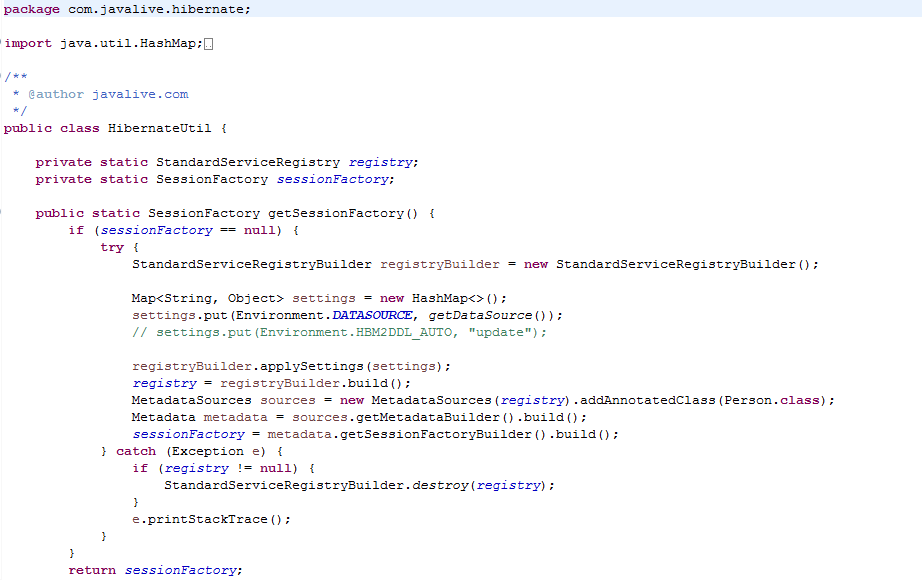 package com.javalive.hibernate;
import java.util.HashMap;
/**
 * @author javalive.com
 */
public class HibernateUtil {
    private static StandardServiceRegistry registry;
    private static SessionFactory sessionFactory;
    public static SessionFactory getSessionFactory() {
        if (sessionFactory == null) {
            try {
                StandardServiceRegistryBuilder registryBuilder = new StandardServiceRegistryBuilder();
                Map<String, Object> settings = new HashMap<>();
                settings.put(Environment.DATASOURCE, getDataSource());
                // settings.put(Environment.HBM2DDL_AUTO, "update");
                registryBuilder.applySettings(settings);
                registry = registryBuilder.build();
                MetadataSources sources = new MetadataSources(registry).addAnnotatedClass(Person.class);
                Metadata metadata = sources.getMetadataBuilder().build();
                sessionFactory = metadata.getSessionFactoryBuilder().build();
            } catch (Exception e) {
                if (registry != null) {
                    StandardServiceRegistryBuilder.destroy(registry);
                }
                e.printStackTrace();
            }
        }
        return sessionFactory;